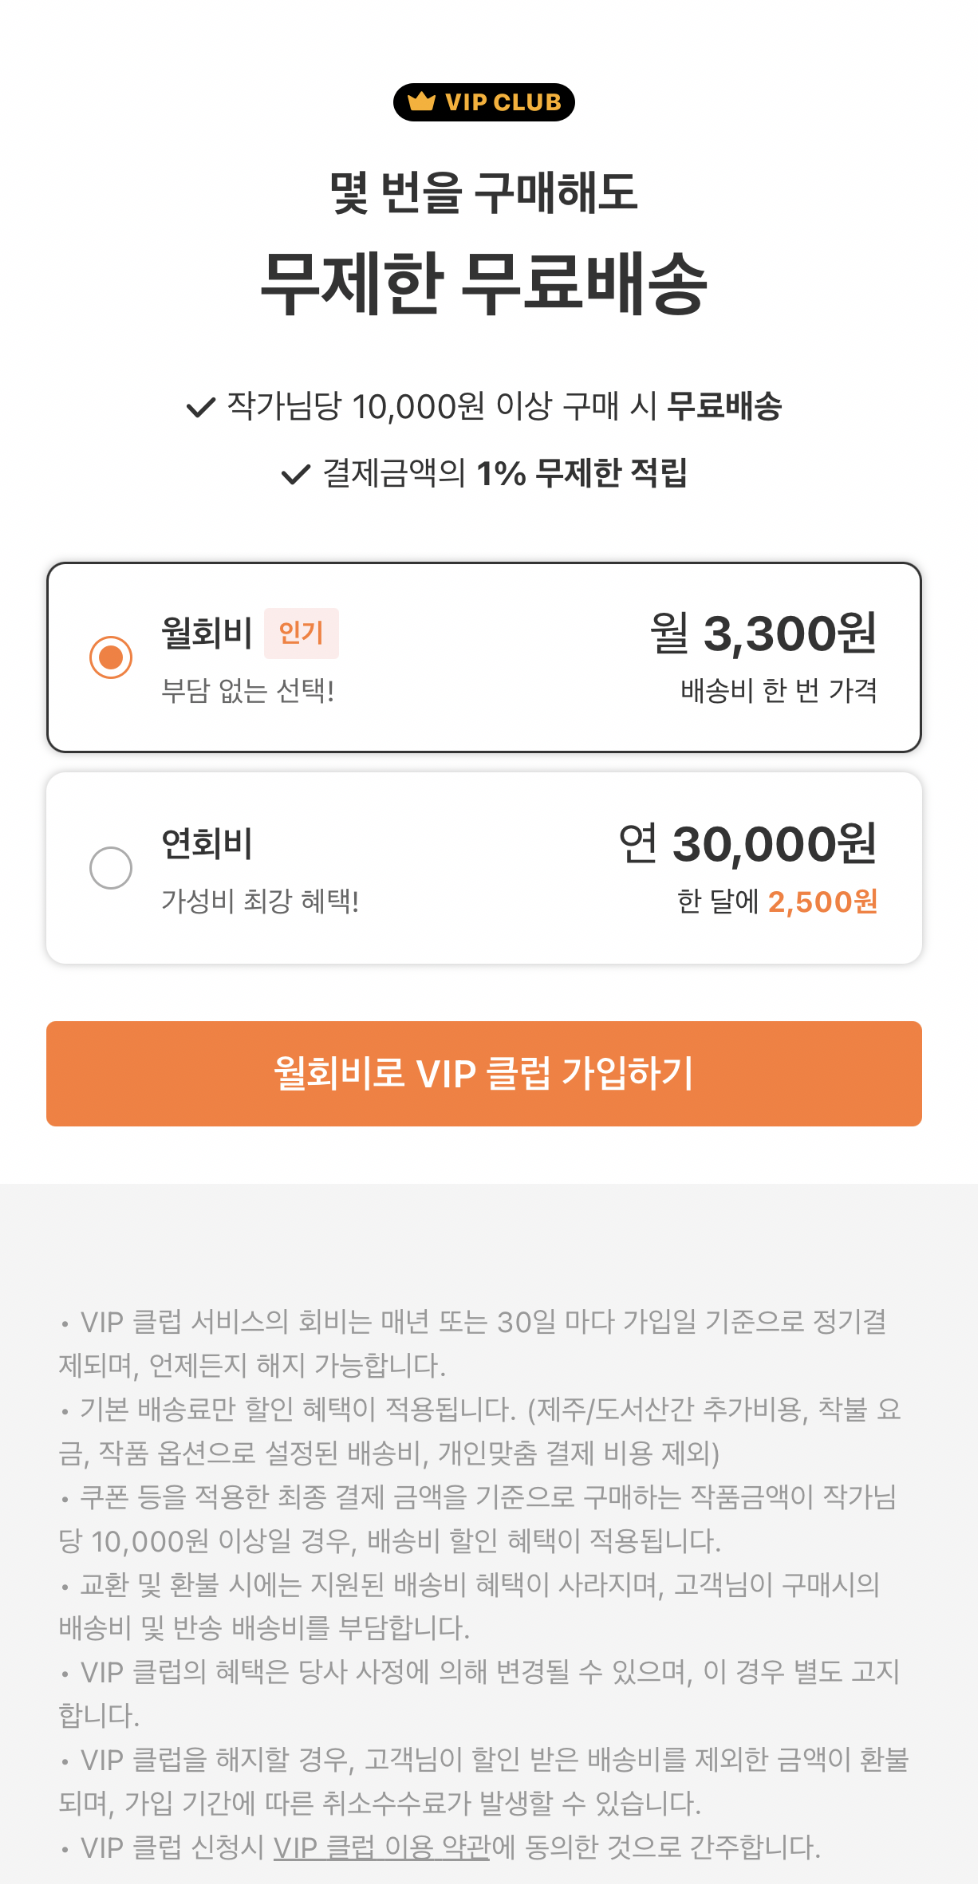 VIP CLUB
몇 번을 구매해도
무제한 무료배송
작가님당 10,000원 이상 구매 시 무료배송
결제금액의 1% 무제한 적립
월회비 인기
월 3,300원
부담 없는 선택!
배송비 한 번 가격
연회비
연 30,000원
가성비 최강 혜택!
한 달에 2,500원
월회비로 VIP 클럽 가입하기
• VIP 클럽 서비스의 회비는 매년 또는 30일 마다 가입일 기준으로 정기결
제되며, 언제든지 해지 가능합니다.
• 기본 배송료만 할인 혜택이 적용됩니다. (제주/도서산간 추가비용, 착불 요
금, 작품 옵션으로 설정된 배송비, 개인맞춤 결제 비용 제외)
• 쿠폰 등을 적용한 최종 결제 금액을 기준으로 구매하는 작품금액이 작가님
당 10,000원 이상일 경우, 배송비 할인 혜택이 적용됩니다.
• 교환 및 환불 시에는 지원된 배송비 혜택이 사라지며, 고객님이 구매시의
배송비 및 반송 배송비를 부담합니다.
• VIP 클럽의 혜택은 당사 사정에 의해 변경될 수 있으며, 이 경우 별도 고지
합니다.
• VIP 클럽을 해지할 경우, 고객님이 할인 받은 배송비를 제외한 금액이 환불
되며, 가입 기간에 따른 취소수수료가 발생할 수 있습니다.
• VIP 클럽 신청시 VIP 클럽 이용 약관에 동의한 것으로 간주합니다.